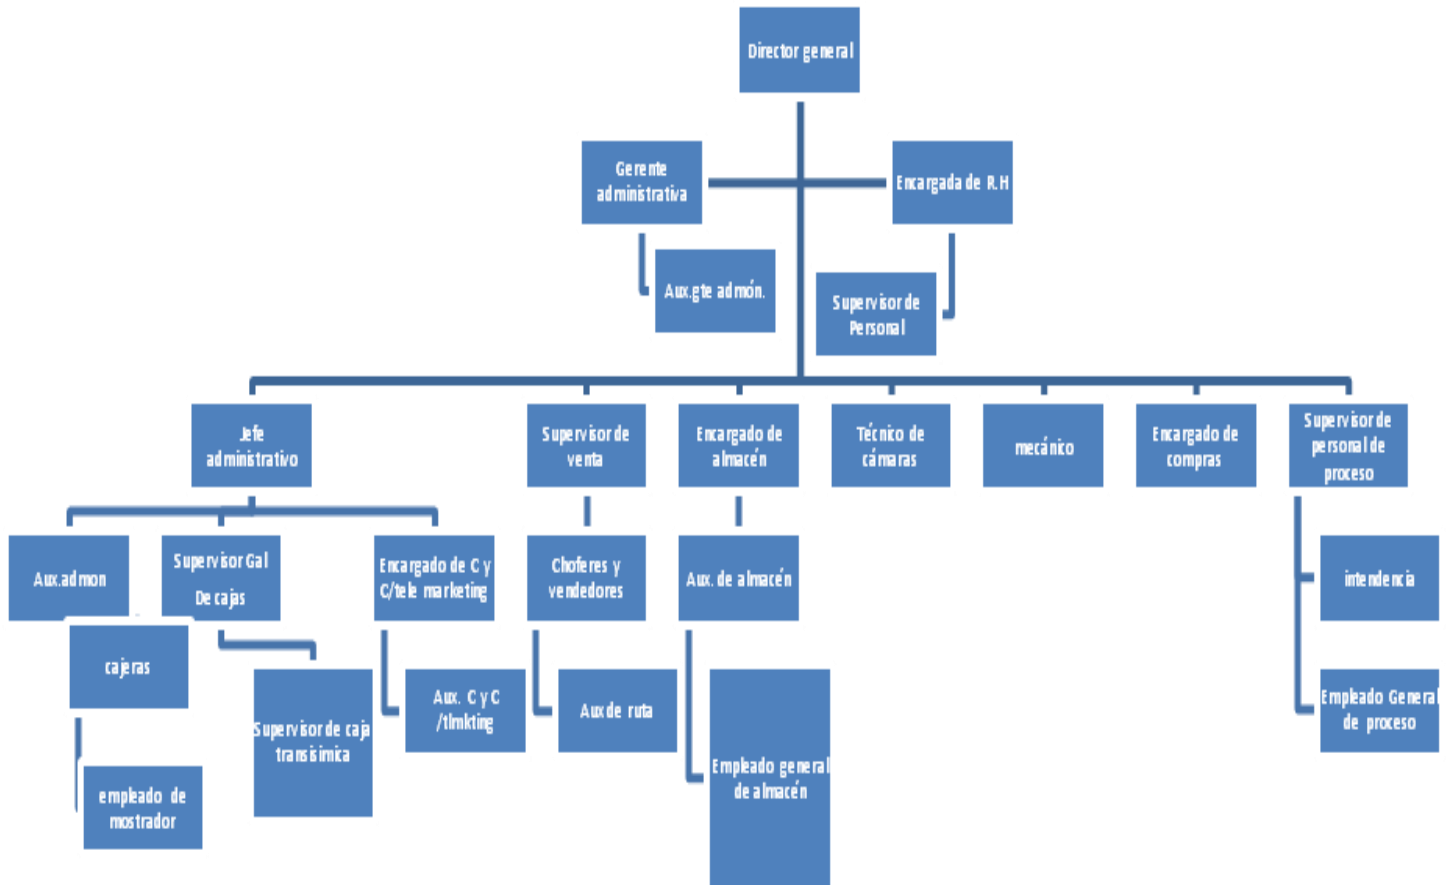 Director general
Gerente
administrativa
Encargada de R.H
Aux.gte admón.
Supervisor de
Personal
Jefe
administrativo
Supervisor de
venta
Encargado de
almacén
Técnico de
cámaras
mecánico
Encargado de
compras
Supervisor de
personal de
proceso
Aux.admon
Supervisor Gal
De cajas
Encargado de C y
C/tele marketing
Choferes y
vendedores
Aux. de almacén
intendencia
cajeras
Supervisor de caja
transisimica
Aux. C y C
/tlmkting
Aux de ruta
Empleado general
de almacén
Empleado General
de proceso
empleado de
mostrador